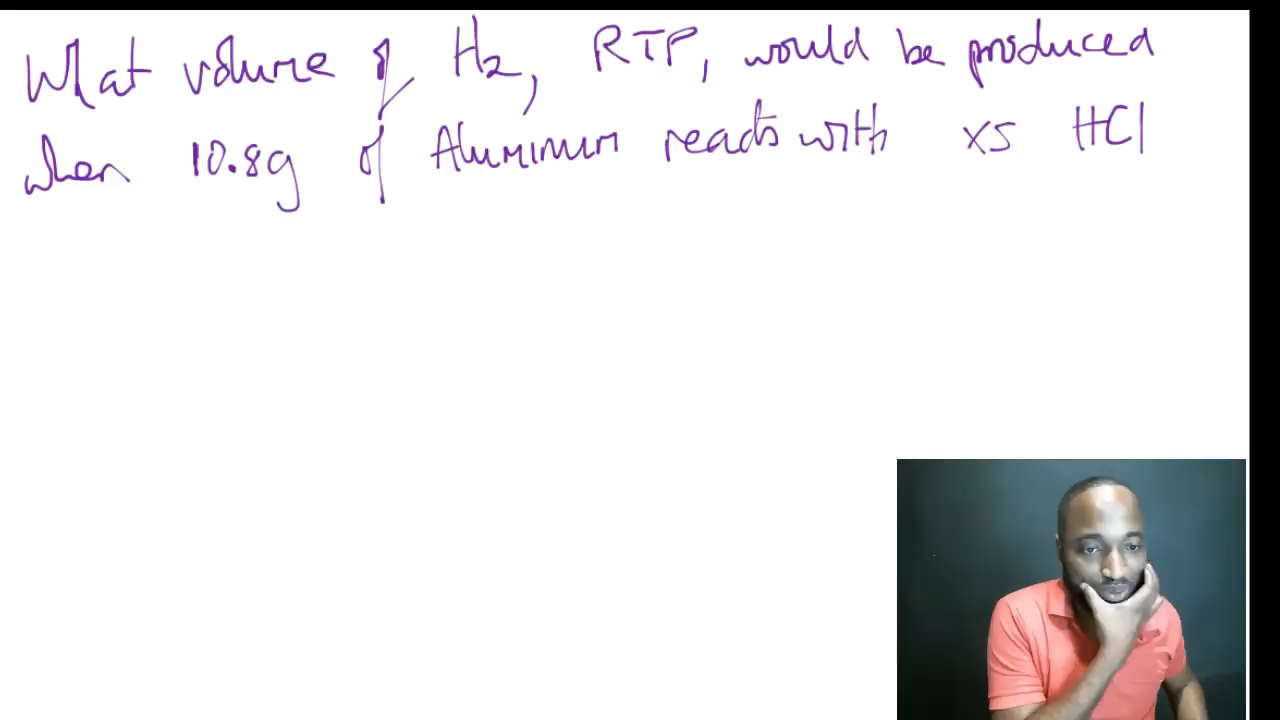 What volume of H2, RTP, would be produced
when 10.8g of Aluminum reacts with xs HCl